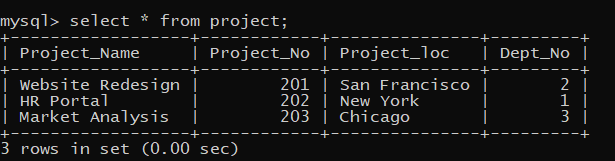 mysql> select * from project;
+------------------+------------+---------------+---------+
| Project_Name     | Project_No | Project_loc   | Dept_No |
+------------------+------------+---------------+---------+
| Website Redesign |        201 | San Francisco |       2 |
| HR Portal        |        202 | New York      |       1 |
| Market Analysis  |        203 | Chicago       |       3 |
+------------------+------------+---------------+---------+
3 rows in set (0.00 sec)